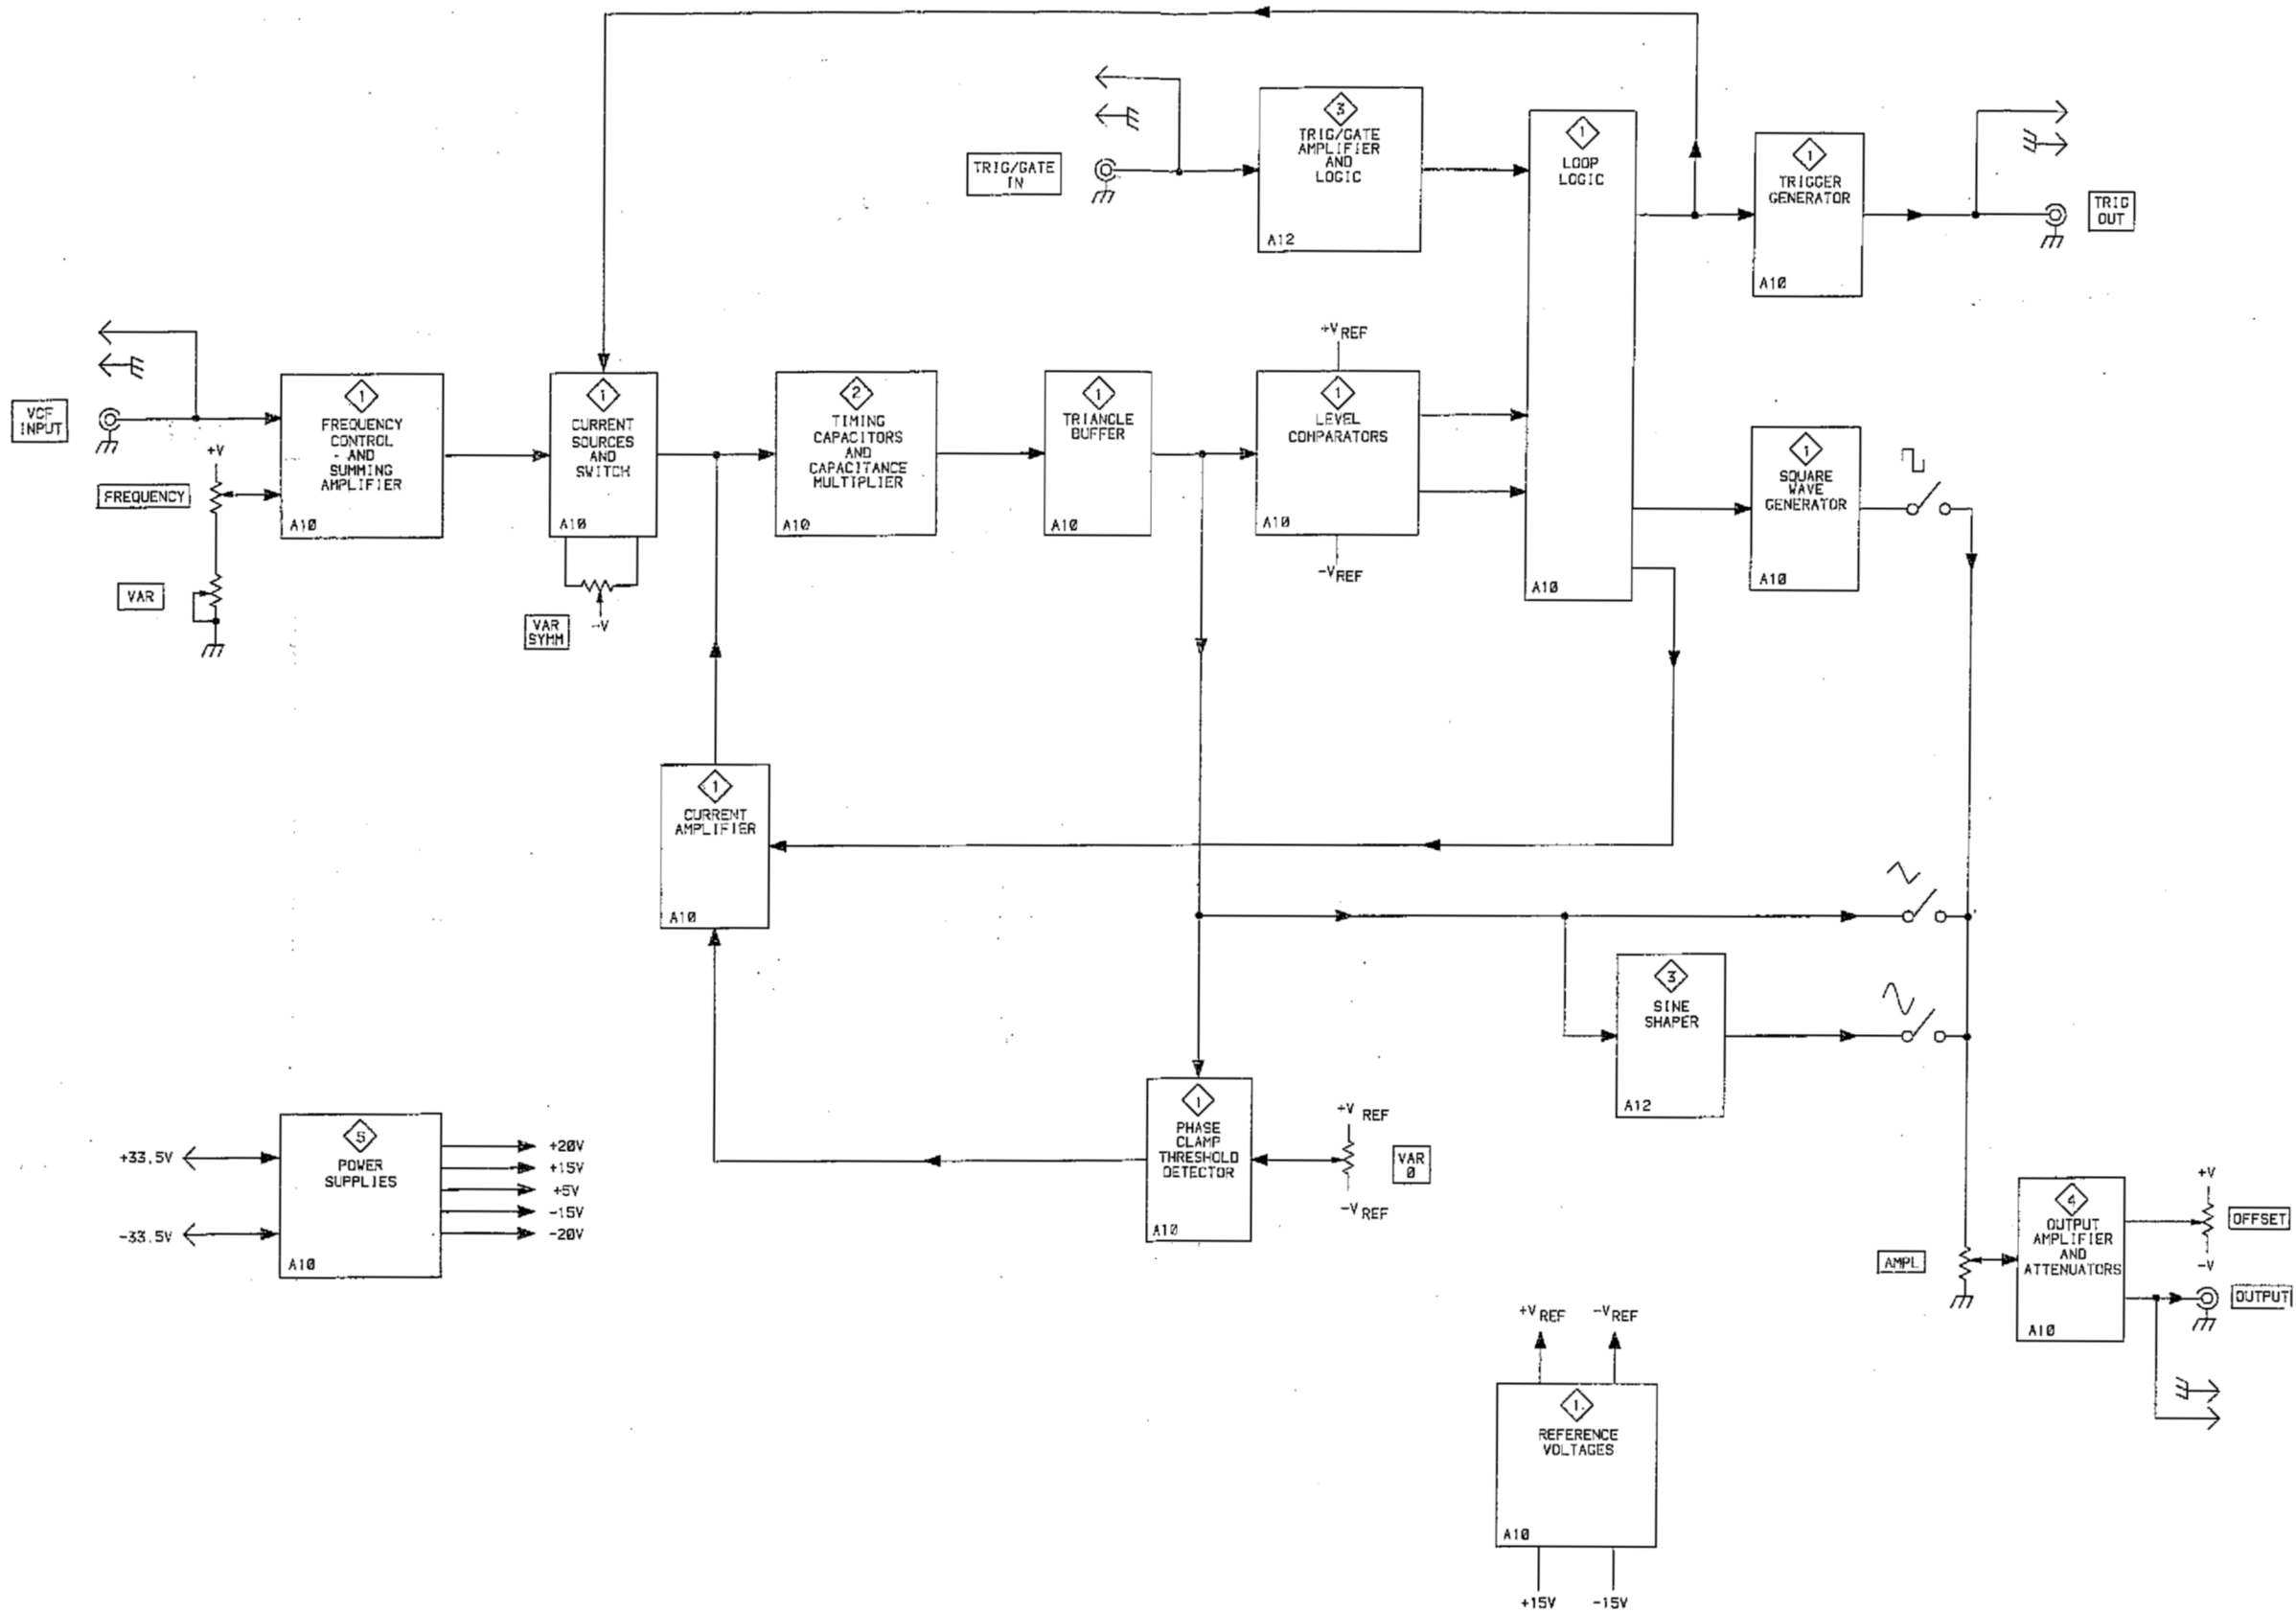 3
TRIG/GATE
AMPLIFIER
AND
LOGIC
A12
TRIG/GATE
IN
1
LOOP
LOGIC
A10
1
TRIGGER
GENERATOR
A10
TRIG
OUT
VCF
INPUT
+V
FREQUENCY
VAR
1
FREQUENCY
CONTROL
- AND
SUMMING
AMPLIFIER
A10
1
CURRENT
SOURCES
AND
SWITCH
A10
VAR
SYMM
-V
2
TIMING
CAPACITORS
AND
CAPACITANCE
MULTIPLIER
A10
1
TRIANGLE
BUFFER
A10
+VREF
1
LEVEL
COMPARATORS
A10
-VREF
1
SQUARE
WAVE
GENERATOR
A10
1
CURRENT
AMPLIFIER
A10
3
SINE
SHAPER
A12
1
PHASE
CLAMP
THRESHOLD
DETECTOR
A10
+V REF
VAR
Ø
-V REF
+33.5V
-33.5V
5
POWER
SUPPLIES
A10
+20V
+15V
+5V
-15V
-20V
AMPL
4
OUTPUT
AMPLIFIER
AND
ATTENUATORS
A10
+V
OFFSET
-V
OUTPUT
+VREF -VREF
1
REFERENCE
VOLTAGES
A10
+15V -15V